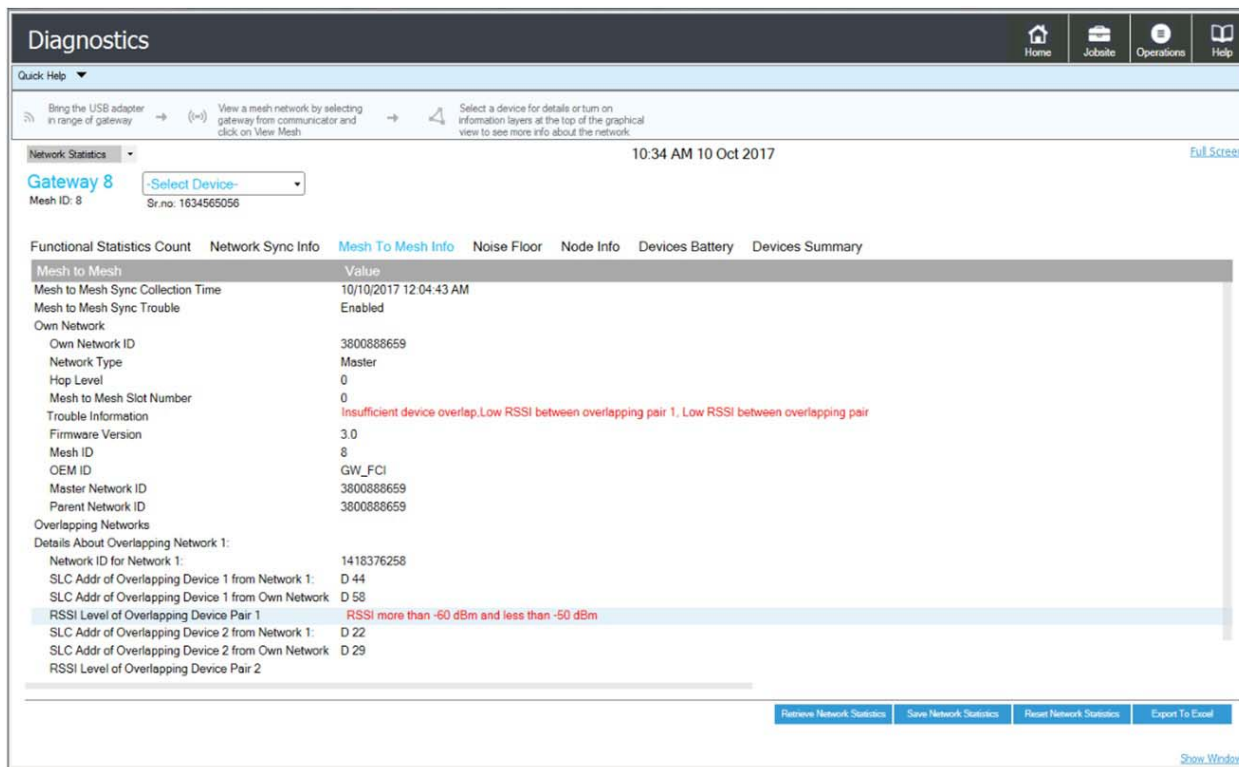 Diagnostics
Home
Jobsite
Operations
Help
Quick Help
Bring the USB adapter
in range of gateway
View a mesh network by selecting
gateway from communicator and
click on View Mesh
Select a device for details or turn on
information layers at the top of the graphical
view to see more info about the network
Network Statistics
10:34 AM 10 Oct 2017
Full Screen
Gateway 8
-Select Device-
Mesh ID: 8
Sr.no: 1634565056
Functional Statistics Count Network Sync Info Mesh To Mesh Info Noise Floor Node Info Devices Battery Devices Summary
Mesh to Mesh Value
Mesh to Mesh Sync Collection Time 10/10/2017 12:04:43 AM
Mesh to Mesh Sync Trouble Enabled
Own Network
Own Network ID 3800888659
Network Type Master
Hop Level 0
Mesh to Mesh Slot Number 0
Trouble Information Insufficient device overlap,Low RSSI between overlapping pair 1, Low RSSI between overlapping pair
Firmware Version 3.0
Mesh ID 8
OEM ID GW_FCI
Master Network ID 3800888659
Parent Network ID 3800888659
Overlapping Networks
Details About Overlapping Network 1:
Network ID for Network 1: 1418376258
SLC Addr of Overlapping Device 1 from Network 1: D 44
SLC Addr of Overlapping Device 1 from Own Network D 58
RSSI Level of Overlapping Device Pair 1 RSSI more than -60 dBm and less than -50 dBm
SLC Addr of Overlapping Device 2 from Network 1: D 22
SLC Addr of Overlapping Device 2 from Own Network D 29
RSSI Level of Overlapping Device Pair 2
Retrieve Network Statistics
Save Network Statistics
Reset Network Statistics
Export To Excel
Show Window